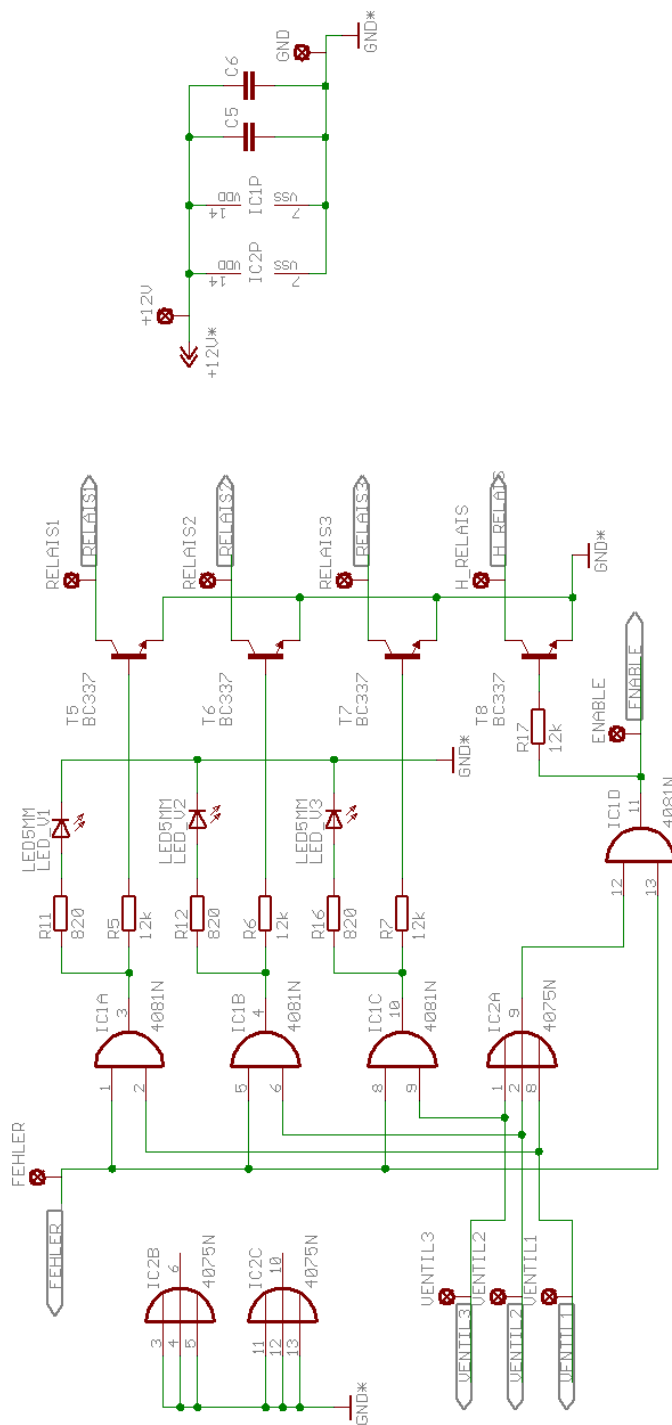 FEHLER
FEHLER
IC2B
3
4
5
6
4075N
IC2C
11
12
13
10
4075N
GND*
VENTIL3
VENTIL3
VENTIL2
VENTIL2
VENTIL1
VENTIL1
IC1A
1
2
3
4081N
R11
820
LED5MM
LED_V1
R5
12k
T5
BC337
RELAIS1
RELAIS1
IC1B
5
6
4
4081N
R12
820
LED5MM
LED_V2
R6
12k
T6
BC337
RELAIS2
RELAIS2
IC1C
8
9
10
4081N
R16
820
LED5MM
LED_V3
R7
12k
T7
BC337
RELAIS3
RELAIS3
GND*
IC2A
1
2
8
9
4075N
T8
BC337
R17
12k
H_RELAIS
H_RELAIS
GND*
IC1D
12
13
11
4081N
ENABLE
ENABLE
+12V*
+12V
14
VDD
IC2P
7
VSS
14
VDD
IC1P
7
VSS
C5
C6
GND
GND*